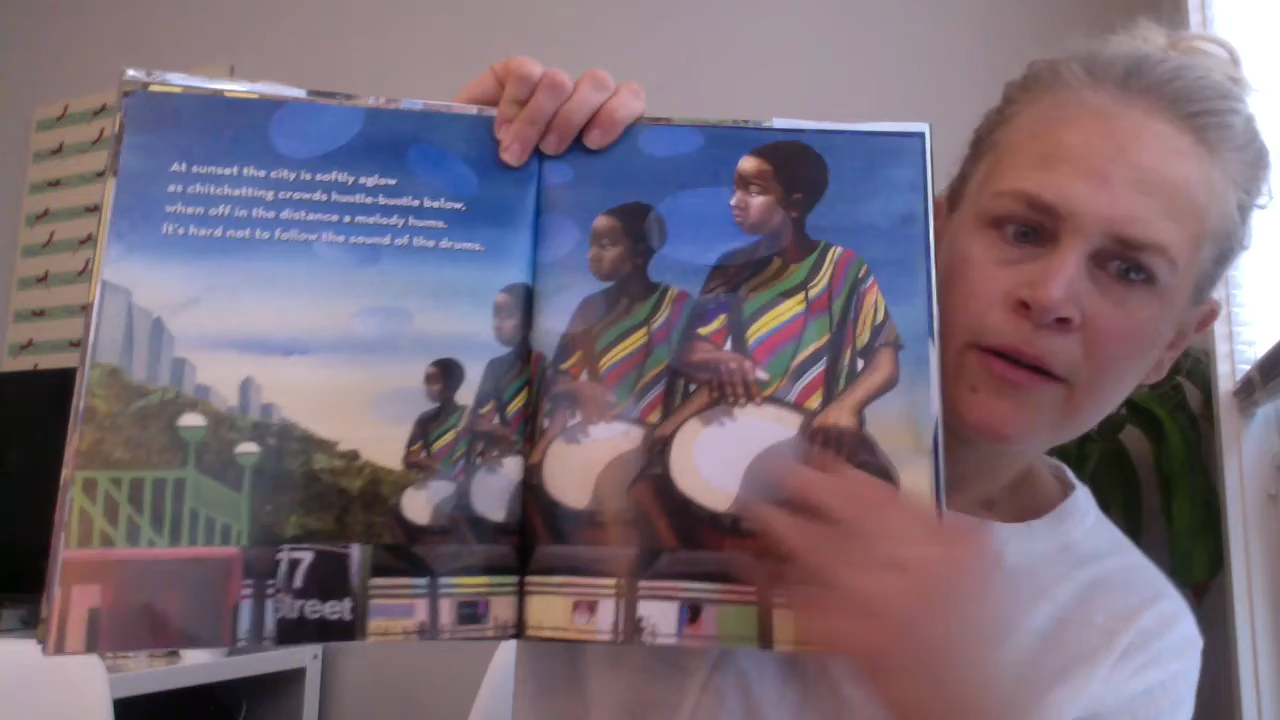 At sunset the city is softly aglow
as chitchatting crowds hustle-bustle below,
when off in the distance a melody hums.
It's hard not to follow the sound of the drums.
17
Street